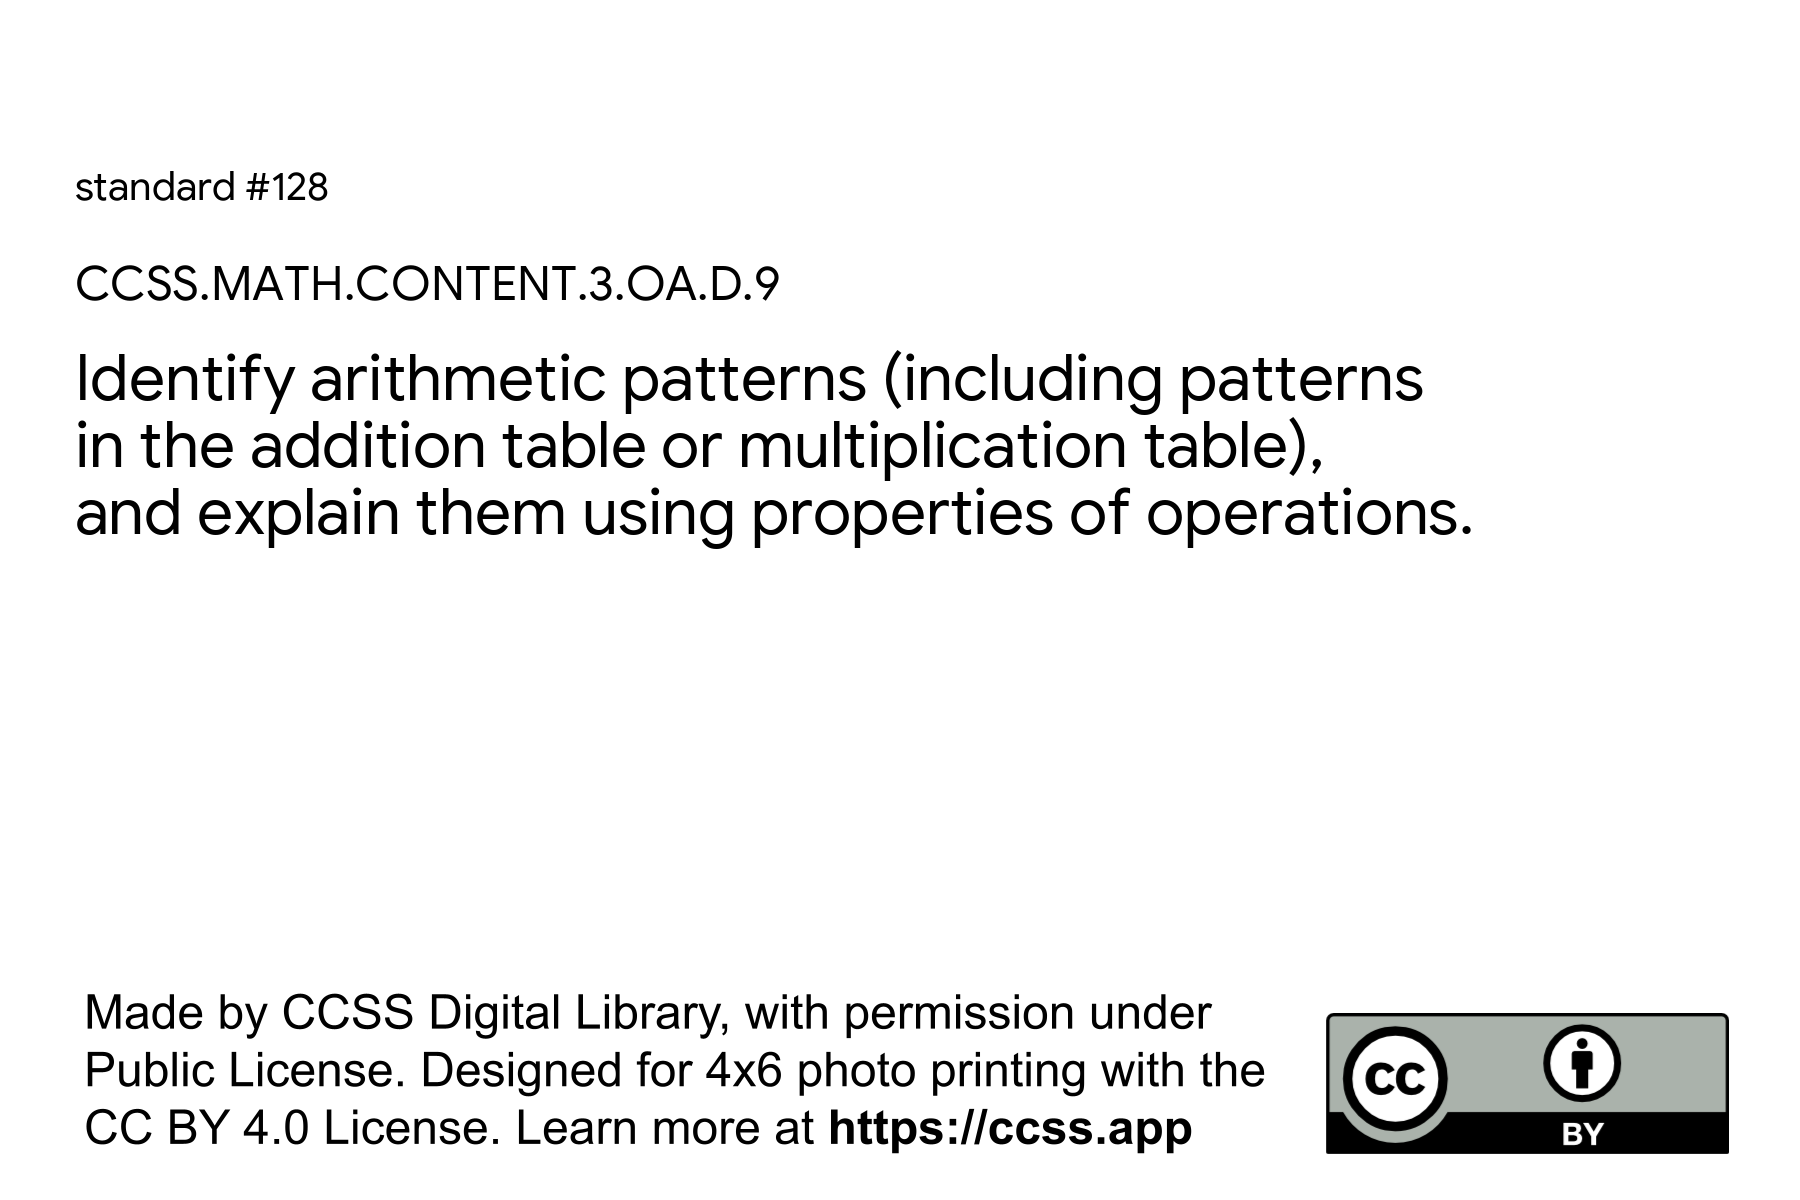 standard #128
CCSS.MATH.CONTENT.3.OA.D.9
Identify arithmetic patterns (including patterns
in the addition table or multiplication table),
and explain them using properties of operations.
Made by CCSS Digital Library, with permission under
Public License. Designed for 4x6 photo printing with the
CC BY 4.0 License. Learn more at https://ccss.app
CC
BY